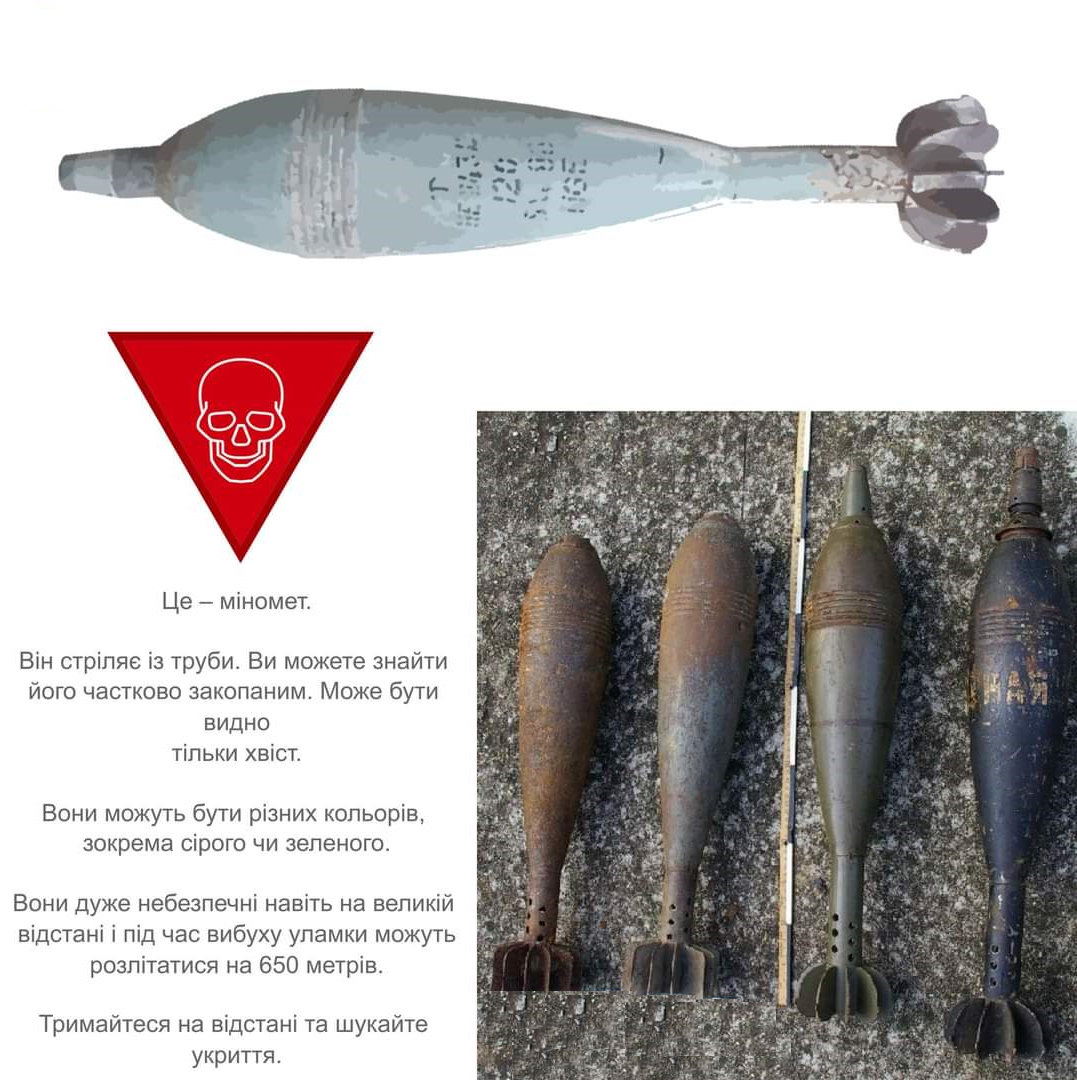 120
Це – міномет.
Він стріляє із труби. Ви можете знайти
його частково закопаним. Може бути
видно
тільки хвіст.
Вони можуть бути різних кольорів,
зокрема сірого чи зеленого.
Вони дуже небезпечні навіть на великій
відстані і під час вибуху уламки можуть
розлітатися на 650 метрів.
Тримайтеся на відстані та шукайте
укриття.